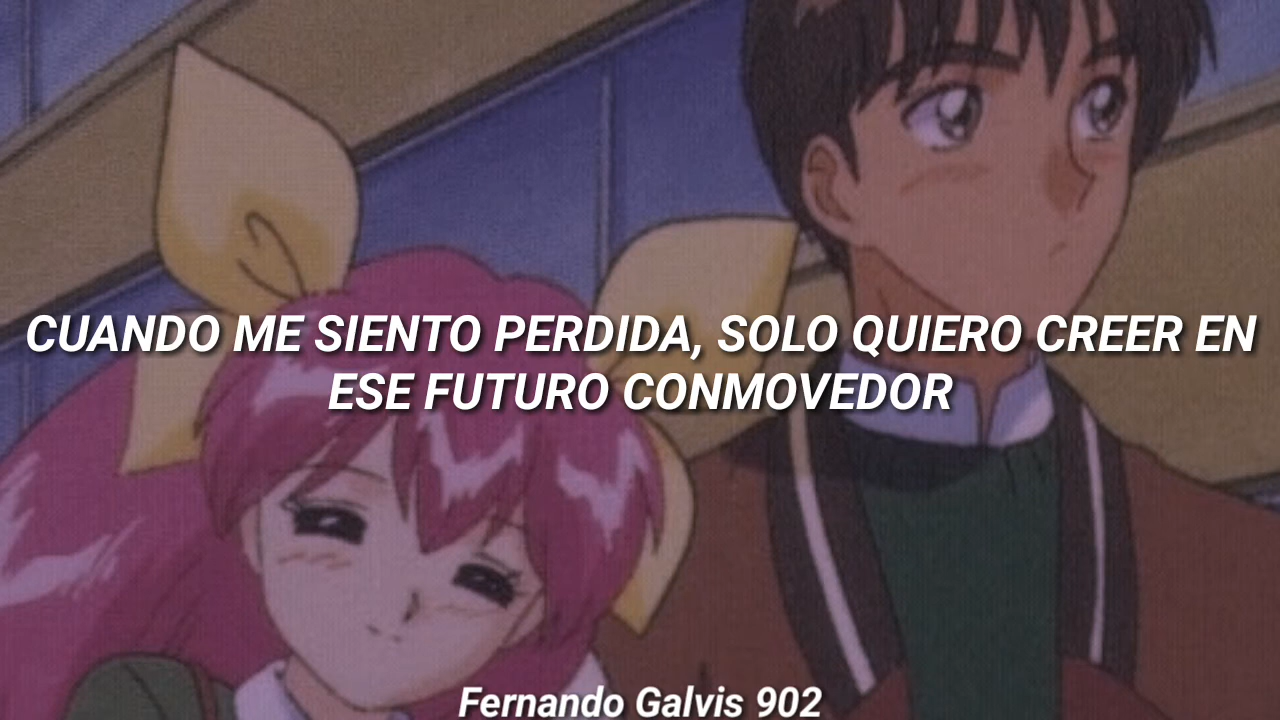 CUANDO ME SIENTO PERDIDA, SOLO QUIERO CREER EN
ESE FUTURO CONMOVEDOR
Fernando Galvis 902